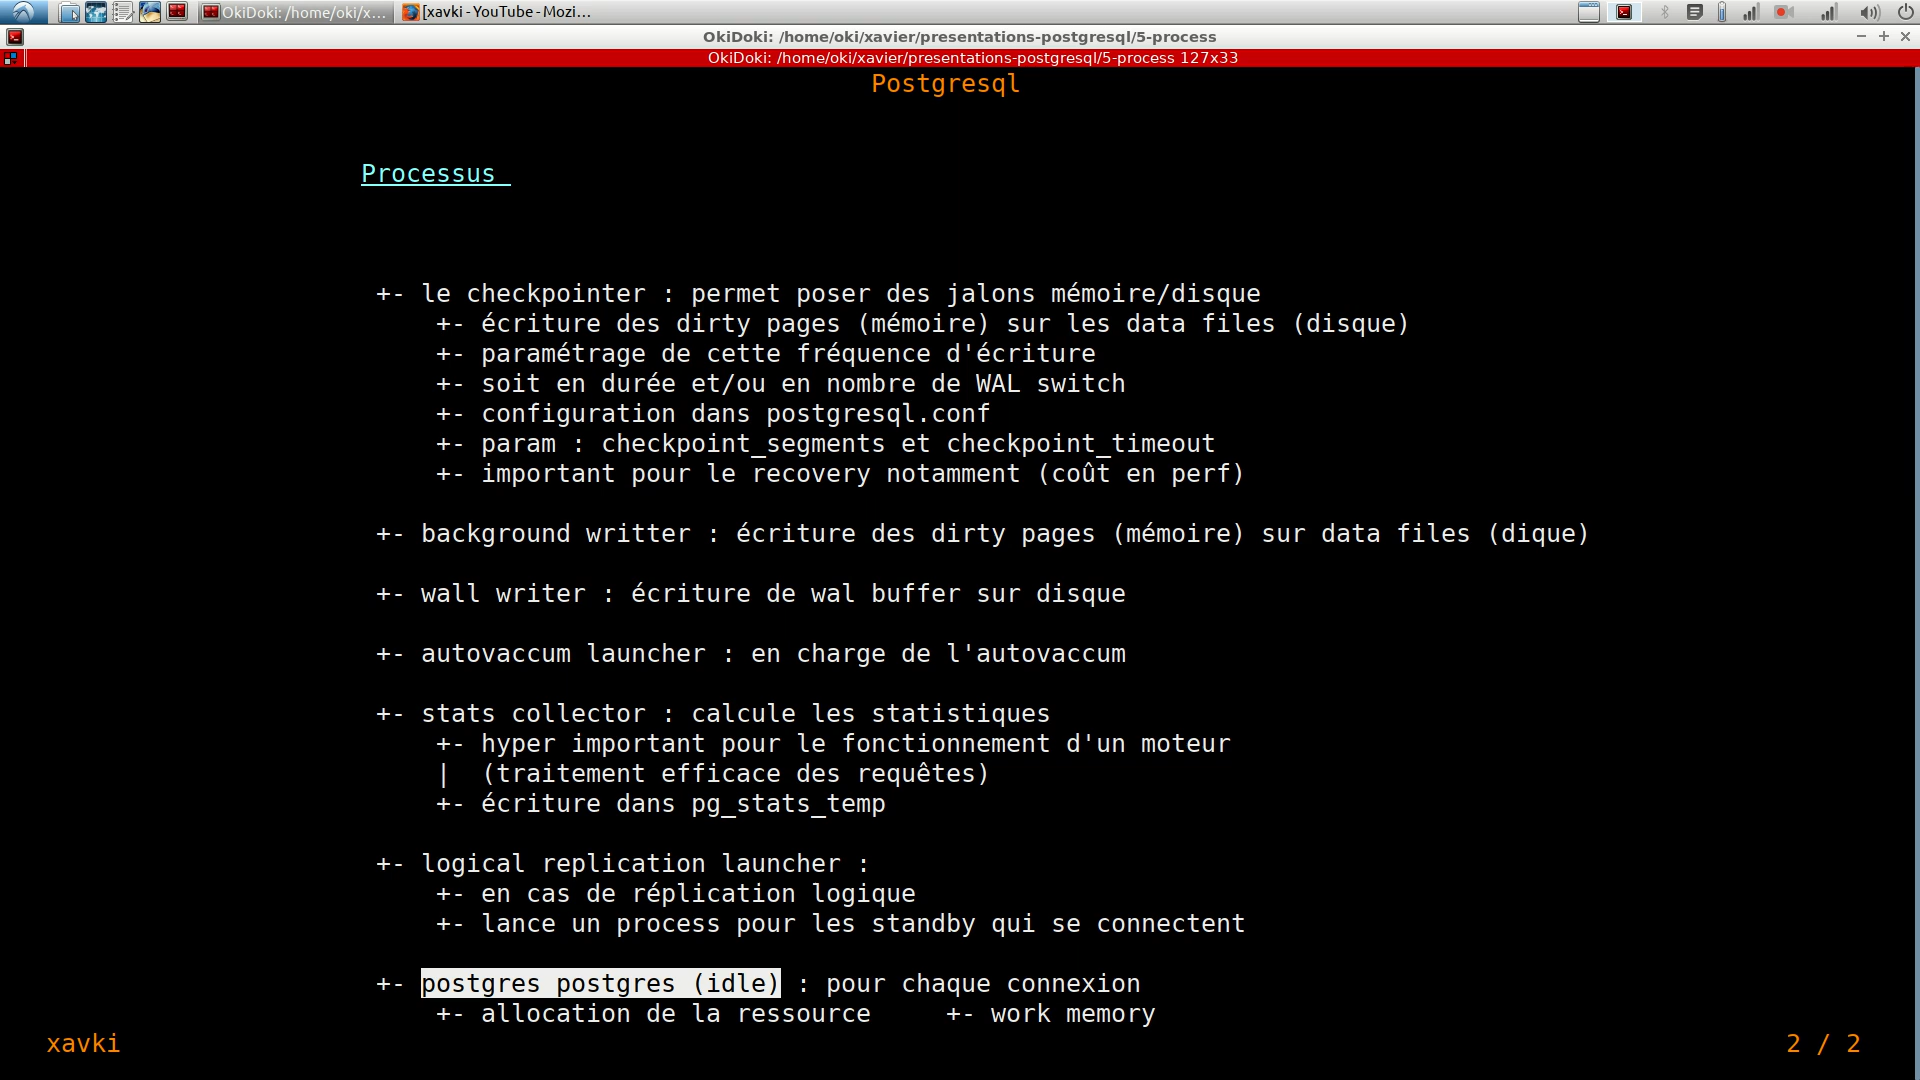 OkiDoki: /home/oki/x...
[xavki - YouTube - Mozi...
OkiDoki: /home/oki/xavier/presentations-postgresql/5-process
OkiDoki: /home/oki/xavier/presentations-postgresql/5-process 127x33
Postgresql
Processus
+- le checkpointer : permet poser des jalons mémoire/disque
+- écriture des dirty pages (mémoire) sur les data files (disque)
+- paramétrage de cette fréquence d'écriture
+- soit en durée et/ou en nombre de WAL switch
+- configuration dans postgresql.conf
+- param : checkpoint_segments et checkpoint_timeout
+- important pour le recovery notamment (coût en perf)
+- background writter : écriture des dirty pages (mémoire) sur data files (dique)
+- wall writer : écriture de wal buffer sur disque
+- autovaccum launcher : en charge de l'autovaccum
+- stats collector : calcule les statistiques
+- hyper important pour le fonctionnement d'un moteur
| (traitement efficace des requêtes)
+- écriture dans pg_stats_temp
+- logical replication launcher :
+- en cas de réplication logique
+- lance un process pour les standby qui se connectent
+- postgres postgres (idle) : pour chaque connexion
+- allocation de la ressource +- work memory
xavki
2 / 2